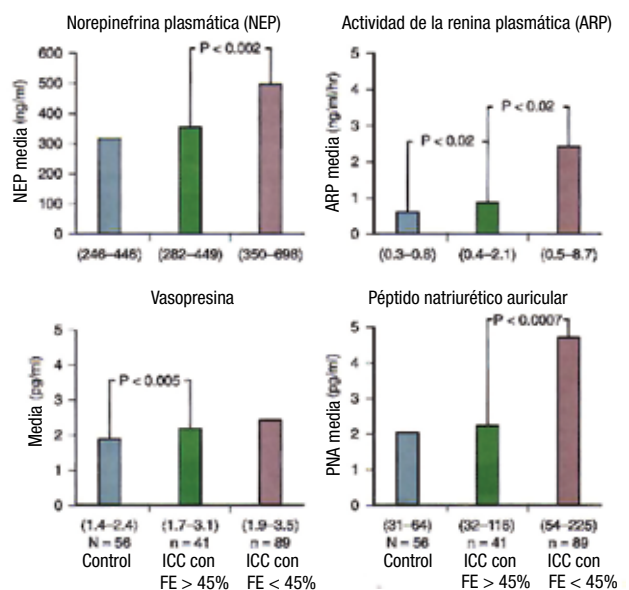 Norepinefrina plasmática (NEP)
NEP media (ng/ml)
600
500
400
300
200
100
0
P < 0.002
(246–446)
(282–449)
(350–698)
Actividad de la renina plasmática (ARP)
ARP media (ng/ml/hr)
5
4
3
2
1
0
P < 0.02
P < 0.02
(0.3–0.8)
(0.4–2.1)
(0.5–8.7)
Vasopresina
Media (pg/ml)
5
4
3
2
1
0
P < 0.005
(1.4–2.4)
(1.7–3.1)
(1.9–3.5)
N = 56
n = 41
n = 89
Control
ICC con
FE > 45%
ICC con
FE < 45%
Péptido natriurético auricular
PNA media (pg/ml)
5
4
3
2
1
0
P < 0.0007
(31–64)
(32–116)
(54–225)
N = 56
n = 41
n = 89
Control
ICC con
FE > 45%
ICC con
FE < 45%